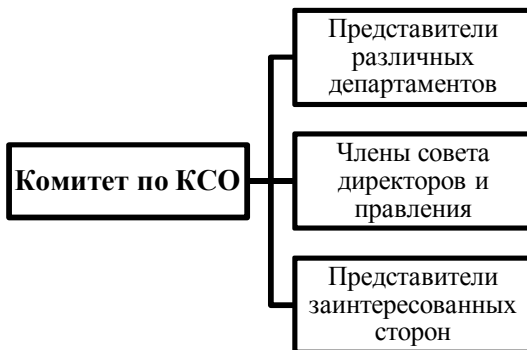 Комитет по КСО
Представители
различных
департаментов
Члены совета
директоров и
правления
Представители
заинтересованных
сторон